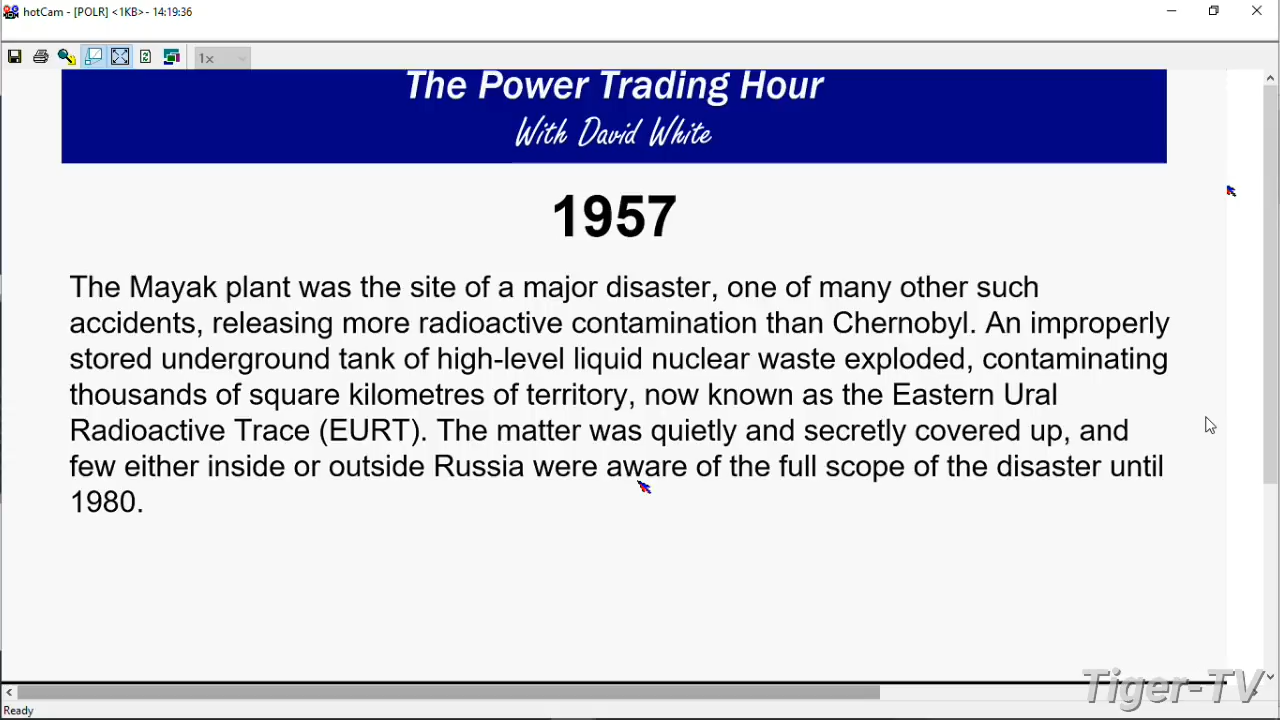 hotCam - [POLR] <1KB> - 14:19:36
1x
The Power Trading Hour
With David White
1957
The Mayak plant was the site of a major disaster, one of many other such
accidents, releasing more radioactive contamination than Chernobyl. An improperly
stored underground tank of high-level liquid nuclear waste exploded, contaminating
thousands of square kilometres of territory, now known as the Eastern Ural
Radioactive Trace (EURT). The matter was quietly and secretly covered up, and
few either inside or outside Russia were aware of the full scope of the disaster until
1980.
Tiger-TV
Ready